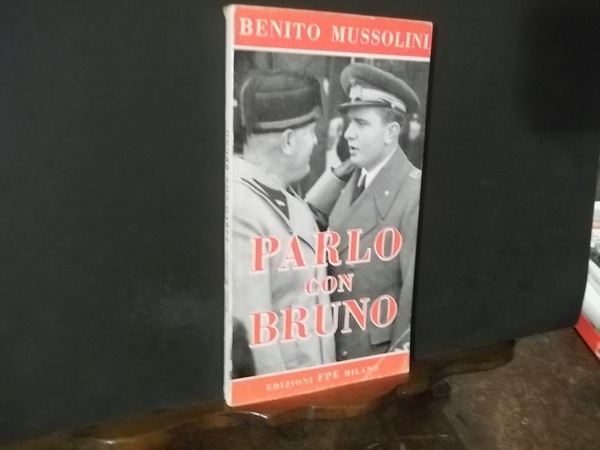 BENITO MUSSOLINI
PARLO
CON
BRUNO
EDIZIONI FPE MILANO